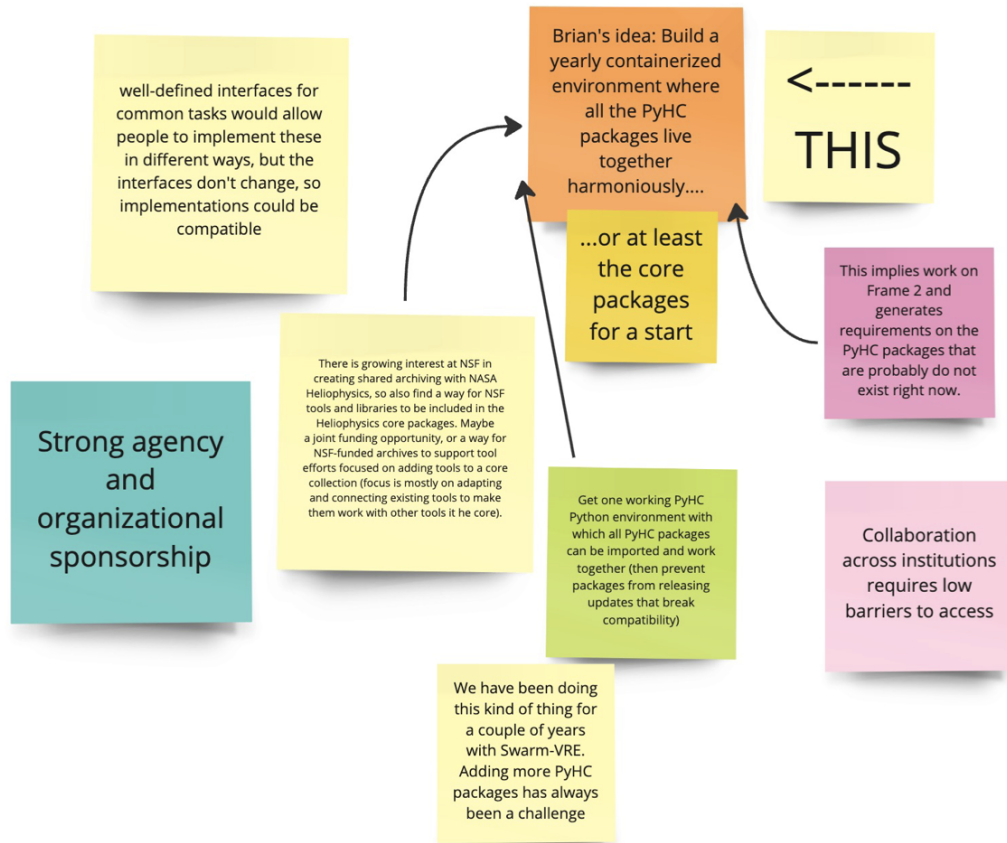 well-defined interfaces for
common tasks would allow
people to implement these
in different ways, but the
interfaces don't change, so
implementations could be
compatible
Brian's idea: Build a
yearly containerized
environment where
all the PyHC
packages live
together
harmoniously....
<------
THIS
...or at least
the core
packages
for a start
This implies work on
Frame 2 and
generates
requirements on the
PyHC packages that
are probably do not
exist right now.
There is growing interest at NSF in
creating shared archiving with NASA
Heliophysics, so also find a way for NSF
tools and libraries to be included in the
Heliophysics core packages. Maybe
a joint funding opportunity, or a way for
NSF-funded archives to support tool
efforts focused on adding tools to a core
collection (focus is mostly on adapting
and connecting existing tools to make
them work with other tools it he core).
Strong agency
and
organizational
sponsorship
Get one working PyHC
Python environment with
which all PyHC packages
can be imported and work
together (then prevent
packages from releasing
updates that break
compatibility)
Collaboration
across institutions
requires low
barriers to access
We have been doing
this kind of thing for
a couple of years
with Swarm-VRE.
Adding more PyHC
packages has always
been a challenge